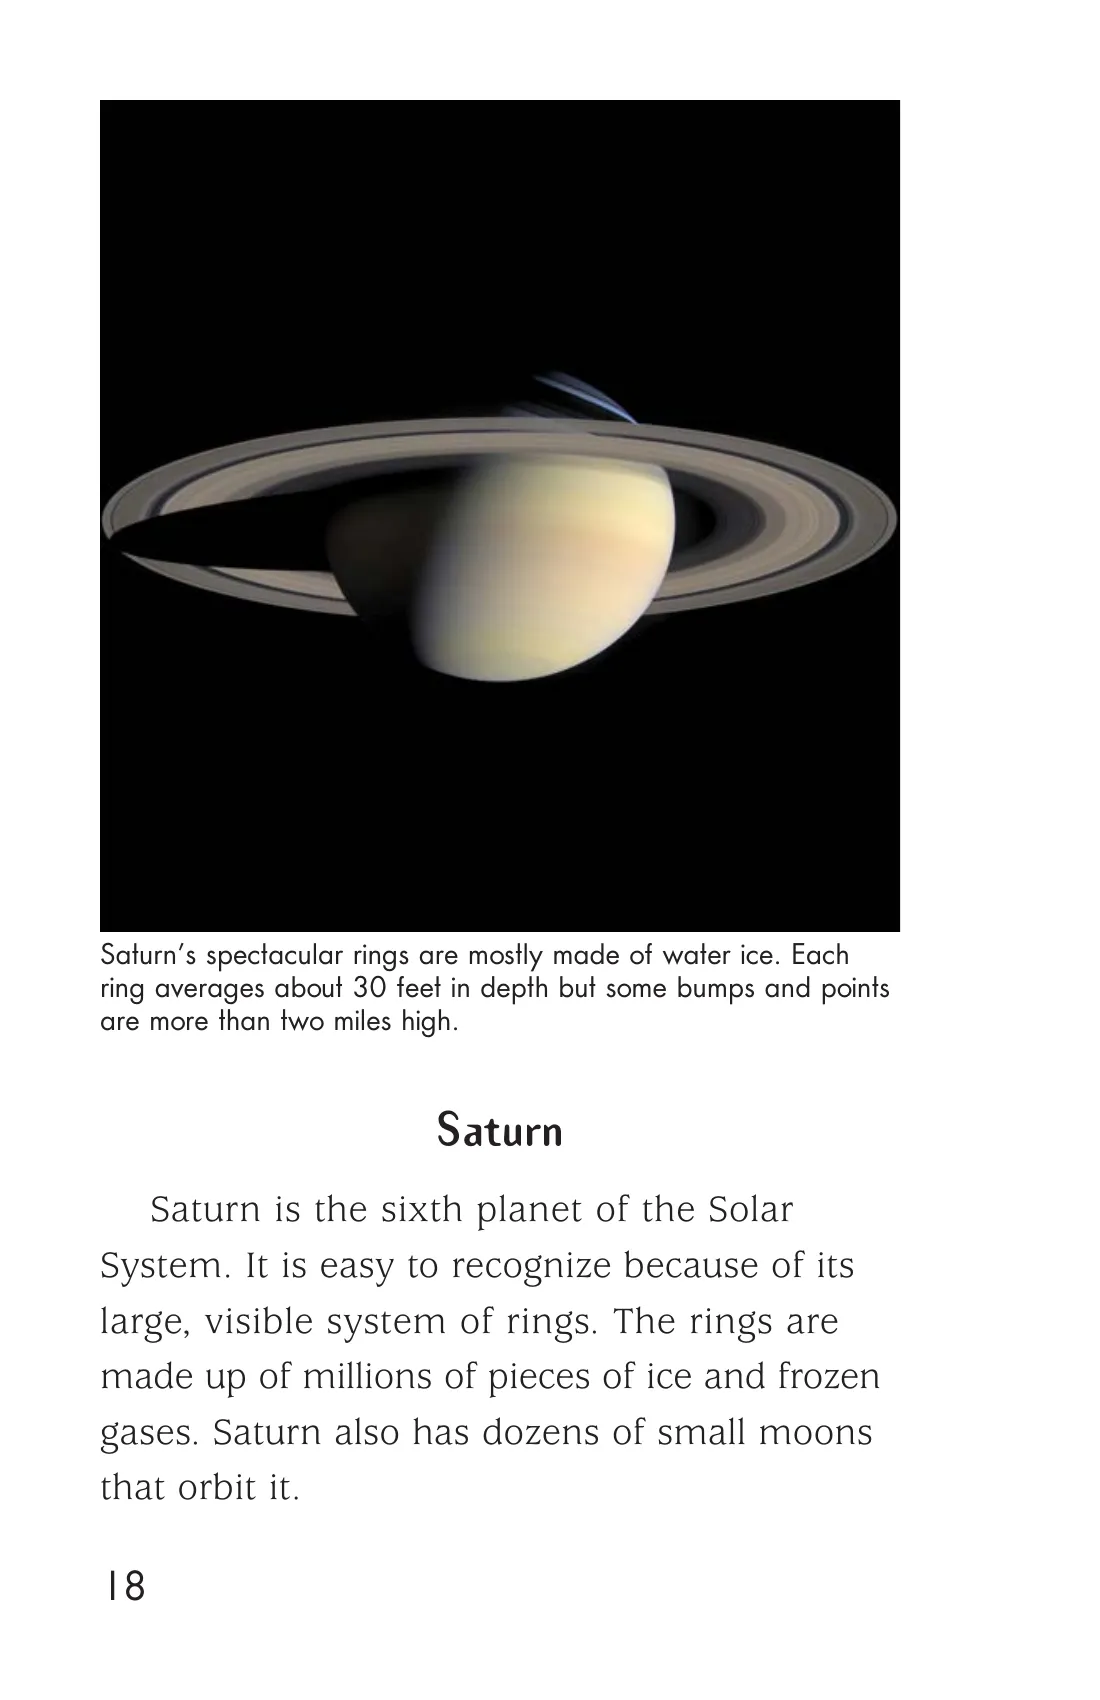 Saturn’s spectacular rings are mostly made of water ice. Each
ring averages about 30 feet in depth but some bumps and points
are more than two miles high.
Saturn
Saturn is the sixth planet of the Solar
System. It is easy to recognize because of its
large, visible system of rings. The rings are
made up of millions of pieces of ice and frozen
gases. Saturn also has dozens of small moons
that orbit it.
18